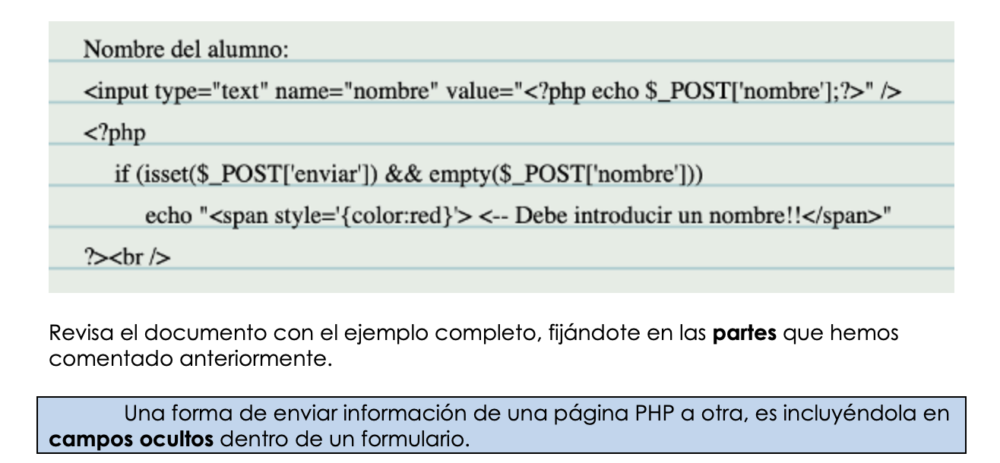 Nombre del alumno:
<input type="text" name="nombre" value="<?php echo $_POST['nombre'];?>" />
<?php
if (isset($_POST['enviar']) && empty($_POST['nombre']))
echo "<span style='{color:red}'> <-- Debe introducir un nombre!!</span>"
?><br />
Revisa el documento con el ejemplo completo, fijándote en las partes que hemos
comentado anteriormente.
Una forma de enviar información de una página PHP a otra, es incluyéndola en
campos ocultos dentro de un formulario.